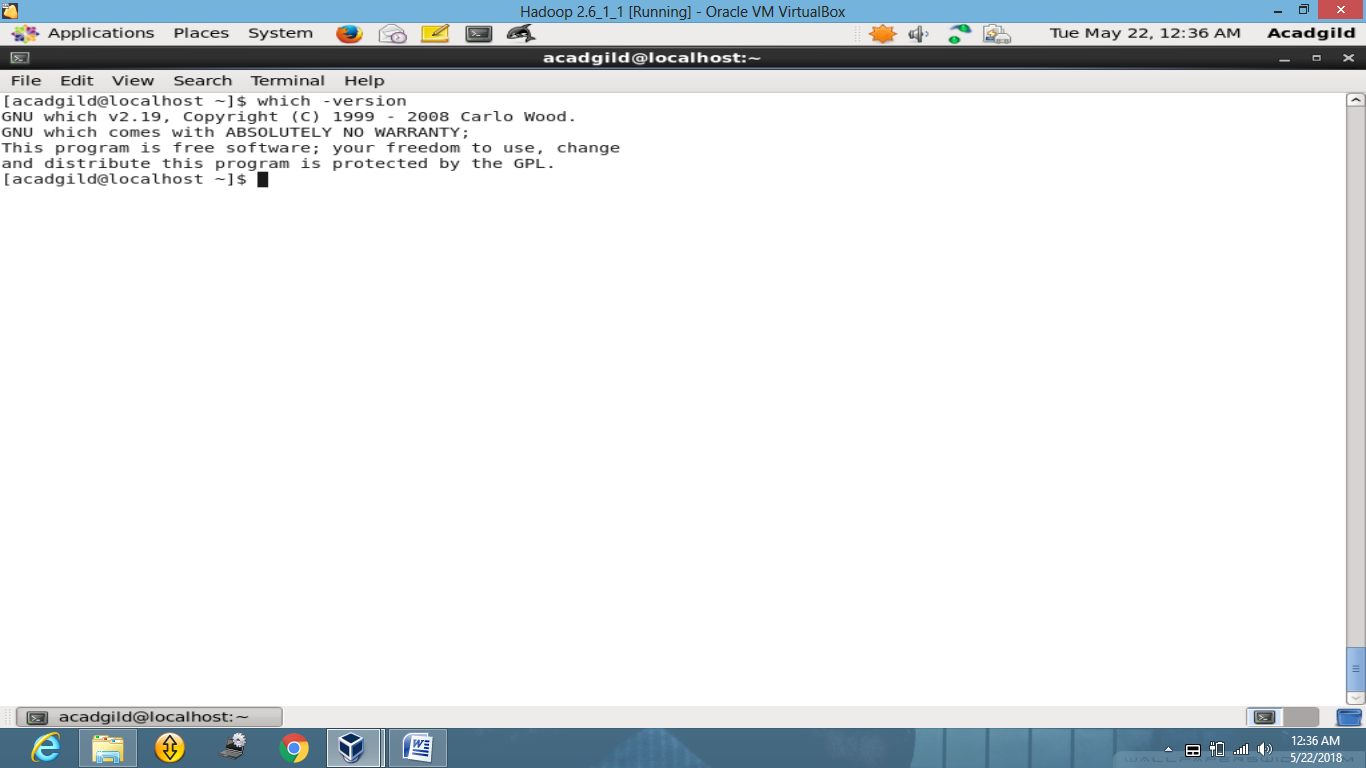 Hadoop 2.6_1_1 [Running] - Oracle VM VirtualBox
Applications Places System Tue May 22, 12:36 AM Acadgild
acadgild@localhost:~
File Edit View Search Terminal Help
[acadgild@localhost ~]$ which -version
GNU which v2.19, Copyright (C) 1999 - 2008 Carlo Wood.
GNU which comes with ABSOLUTELY NO WARRANTY;
This program is free software; your freedom to use, change
and distribute this program is protected by the GPL.
[acadgild@localhost ~]$
acadgild@localhost:~
12:36 AM
5/22/2018